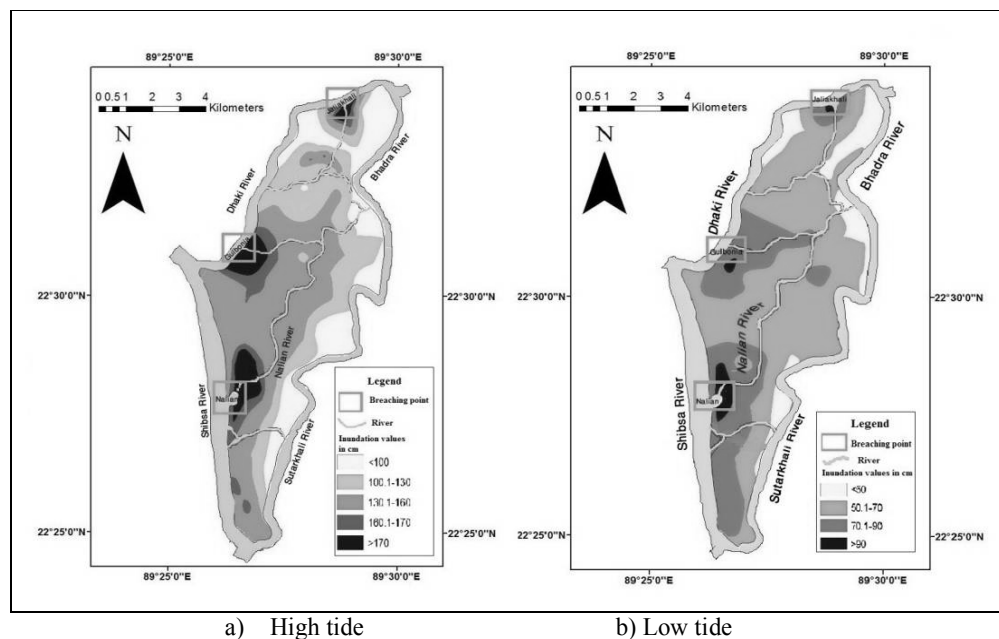 89°25'0"E
89°30'0"E
0 0.5 1 2 3 4
Kilometers
N
Jaliakhali
Dhaki River
Bhadra River
Gulbonia
22°30'0"N
22°30'0"N
Nalian River
Nalian
Shibsa River
Sutarkhali River
22°25'0"N
22°25'0"N
Legend
Breaching point
River
Inundation values
in cm
<100
100.1-130
130.1-160
160.1-170
>170
89°25'0"E
89°30'0"E
a) High tide
89°25'0"E
89°30'0"E
0 0.5 1 2 3 4
Kilometers
N
Jaliakhali
Dhaki River
Bhadra River
Gulbonia
22°30'0"N
22°30'0"N
Nalian River
Nalian
Shibsa River
Sutarkhali River
22°25'0"N
22°25'0"N
Legend
Breaching point
River
Inundation values in cm
<50
50.1-70
70.1-90
>90
89°25'0"E
89°30'0"E
b) Low tide